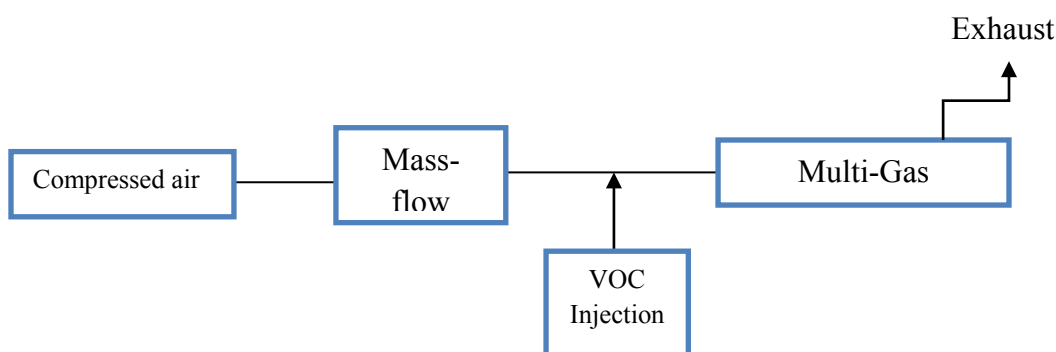 Exhaust
Compressed air
Mass-
flow
Multi-Gas
VOC
Injection